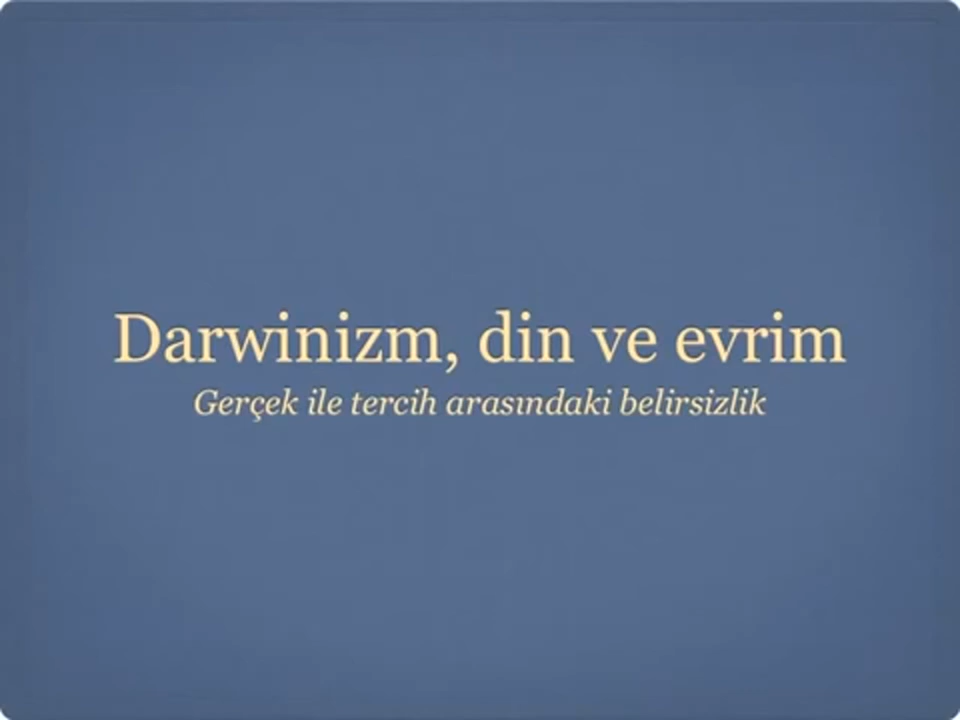 Darwinizm, din ve evrim
Gerçek ile tercih arasındaki belirsizlik